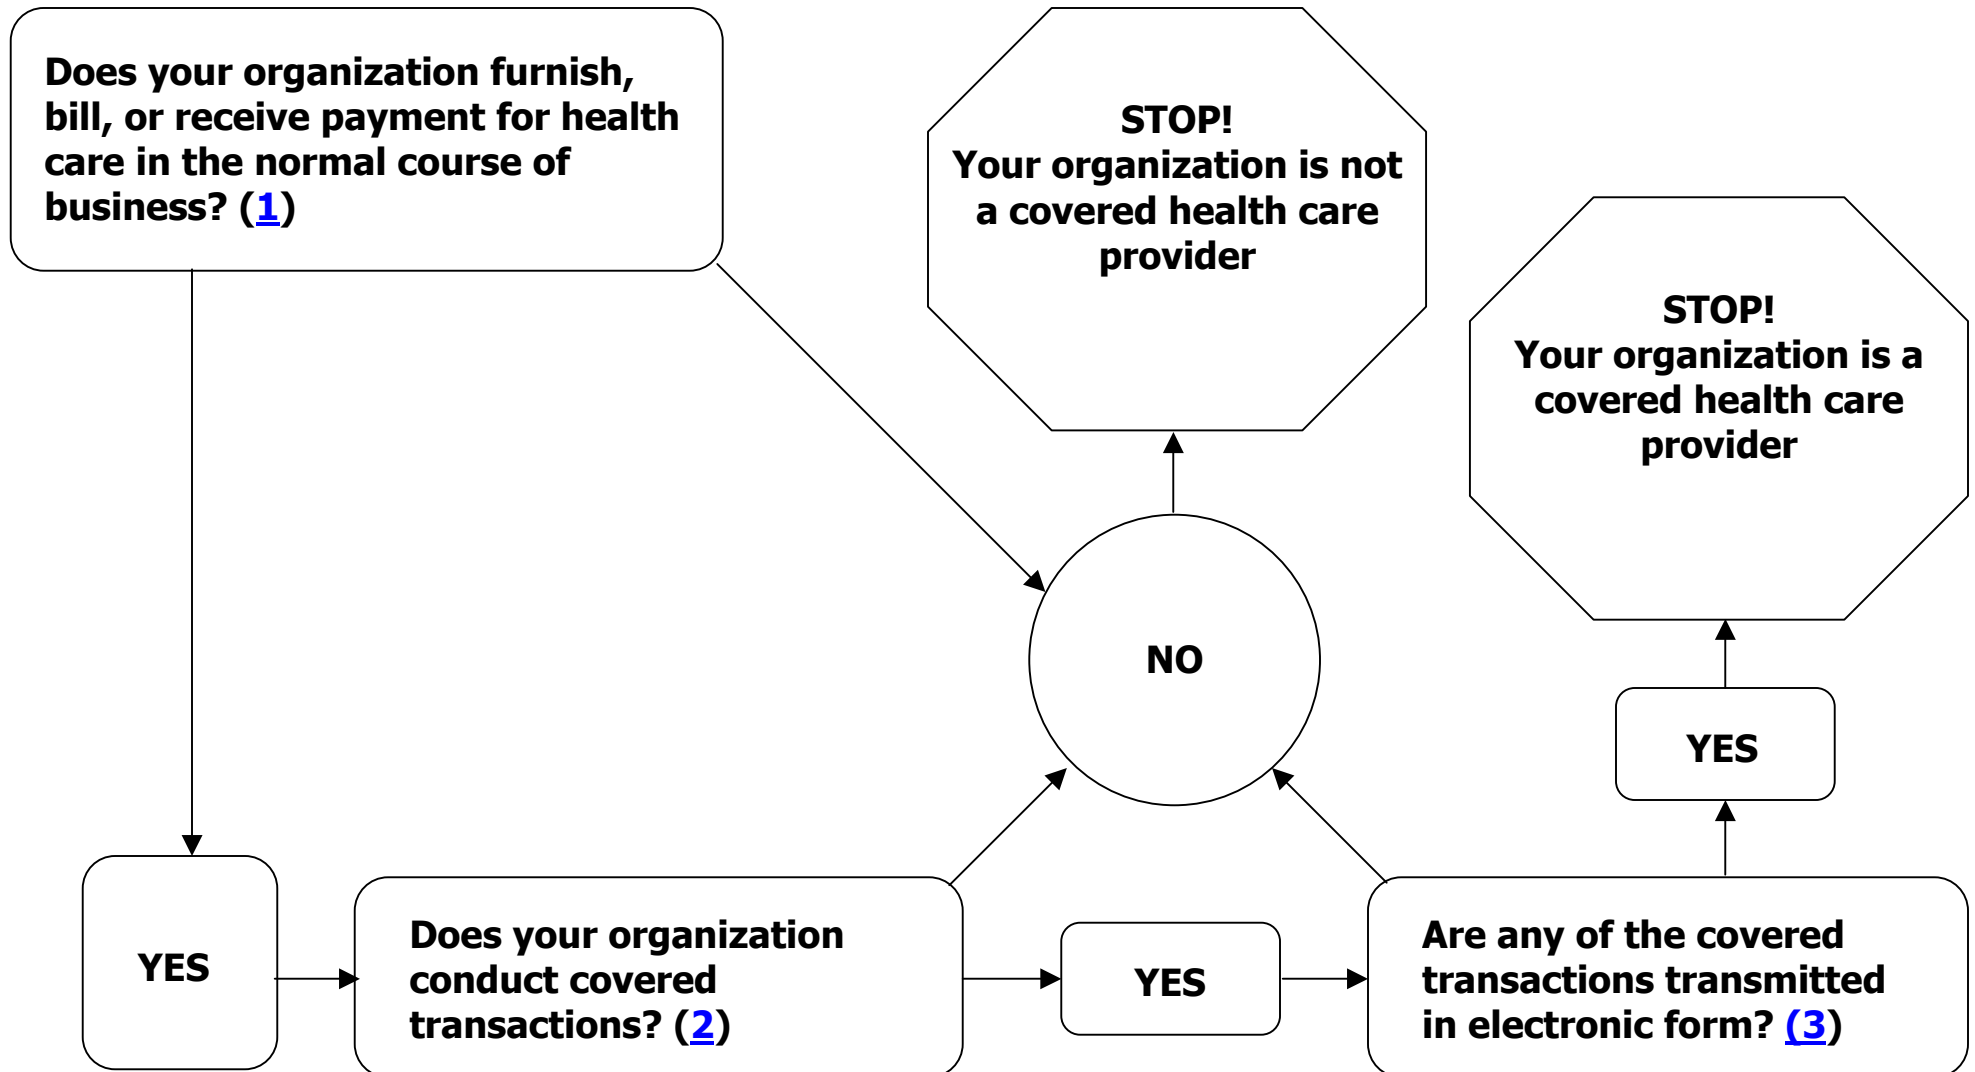 Does your organization furnish,
bill, or receive payment for health
care in the normal course of
business? (1)
STOP!
Your organization is not
a covered health care
provider
STOP!
Your organization is a
covered health care
provider
NO
YES
YES
Does your organization
conduct covered
transactions? (2)
YES
Are any of the covered
transactions transmitted
in electronic form? (3)